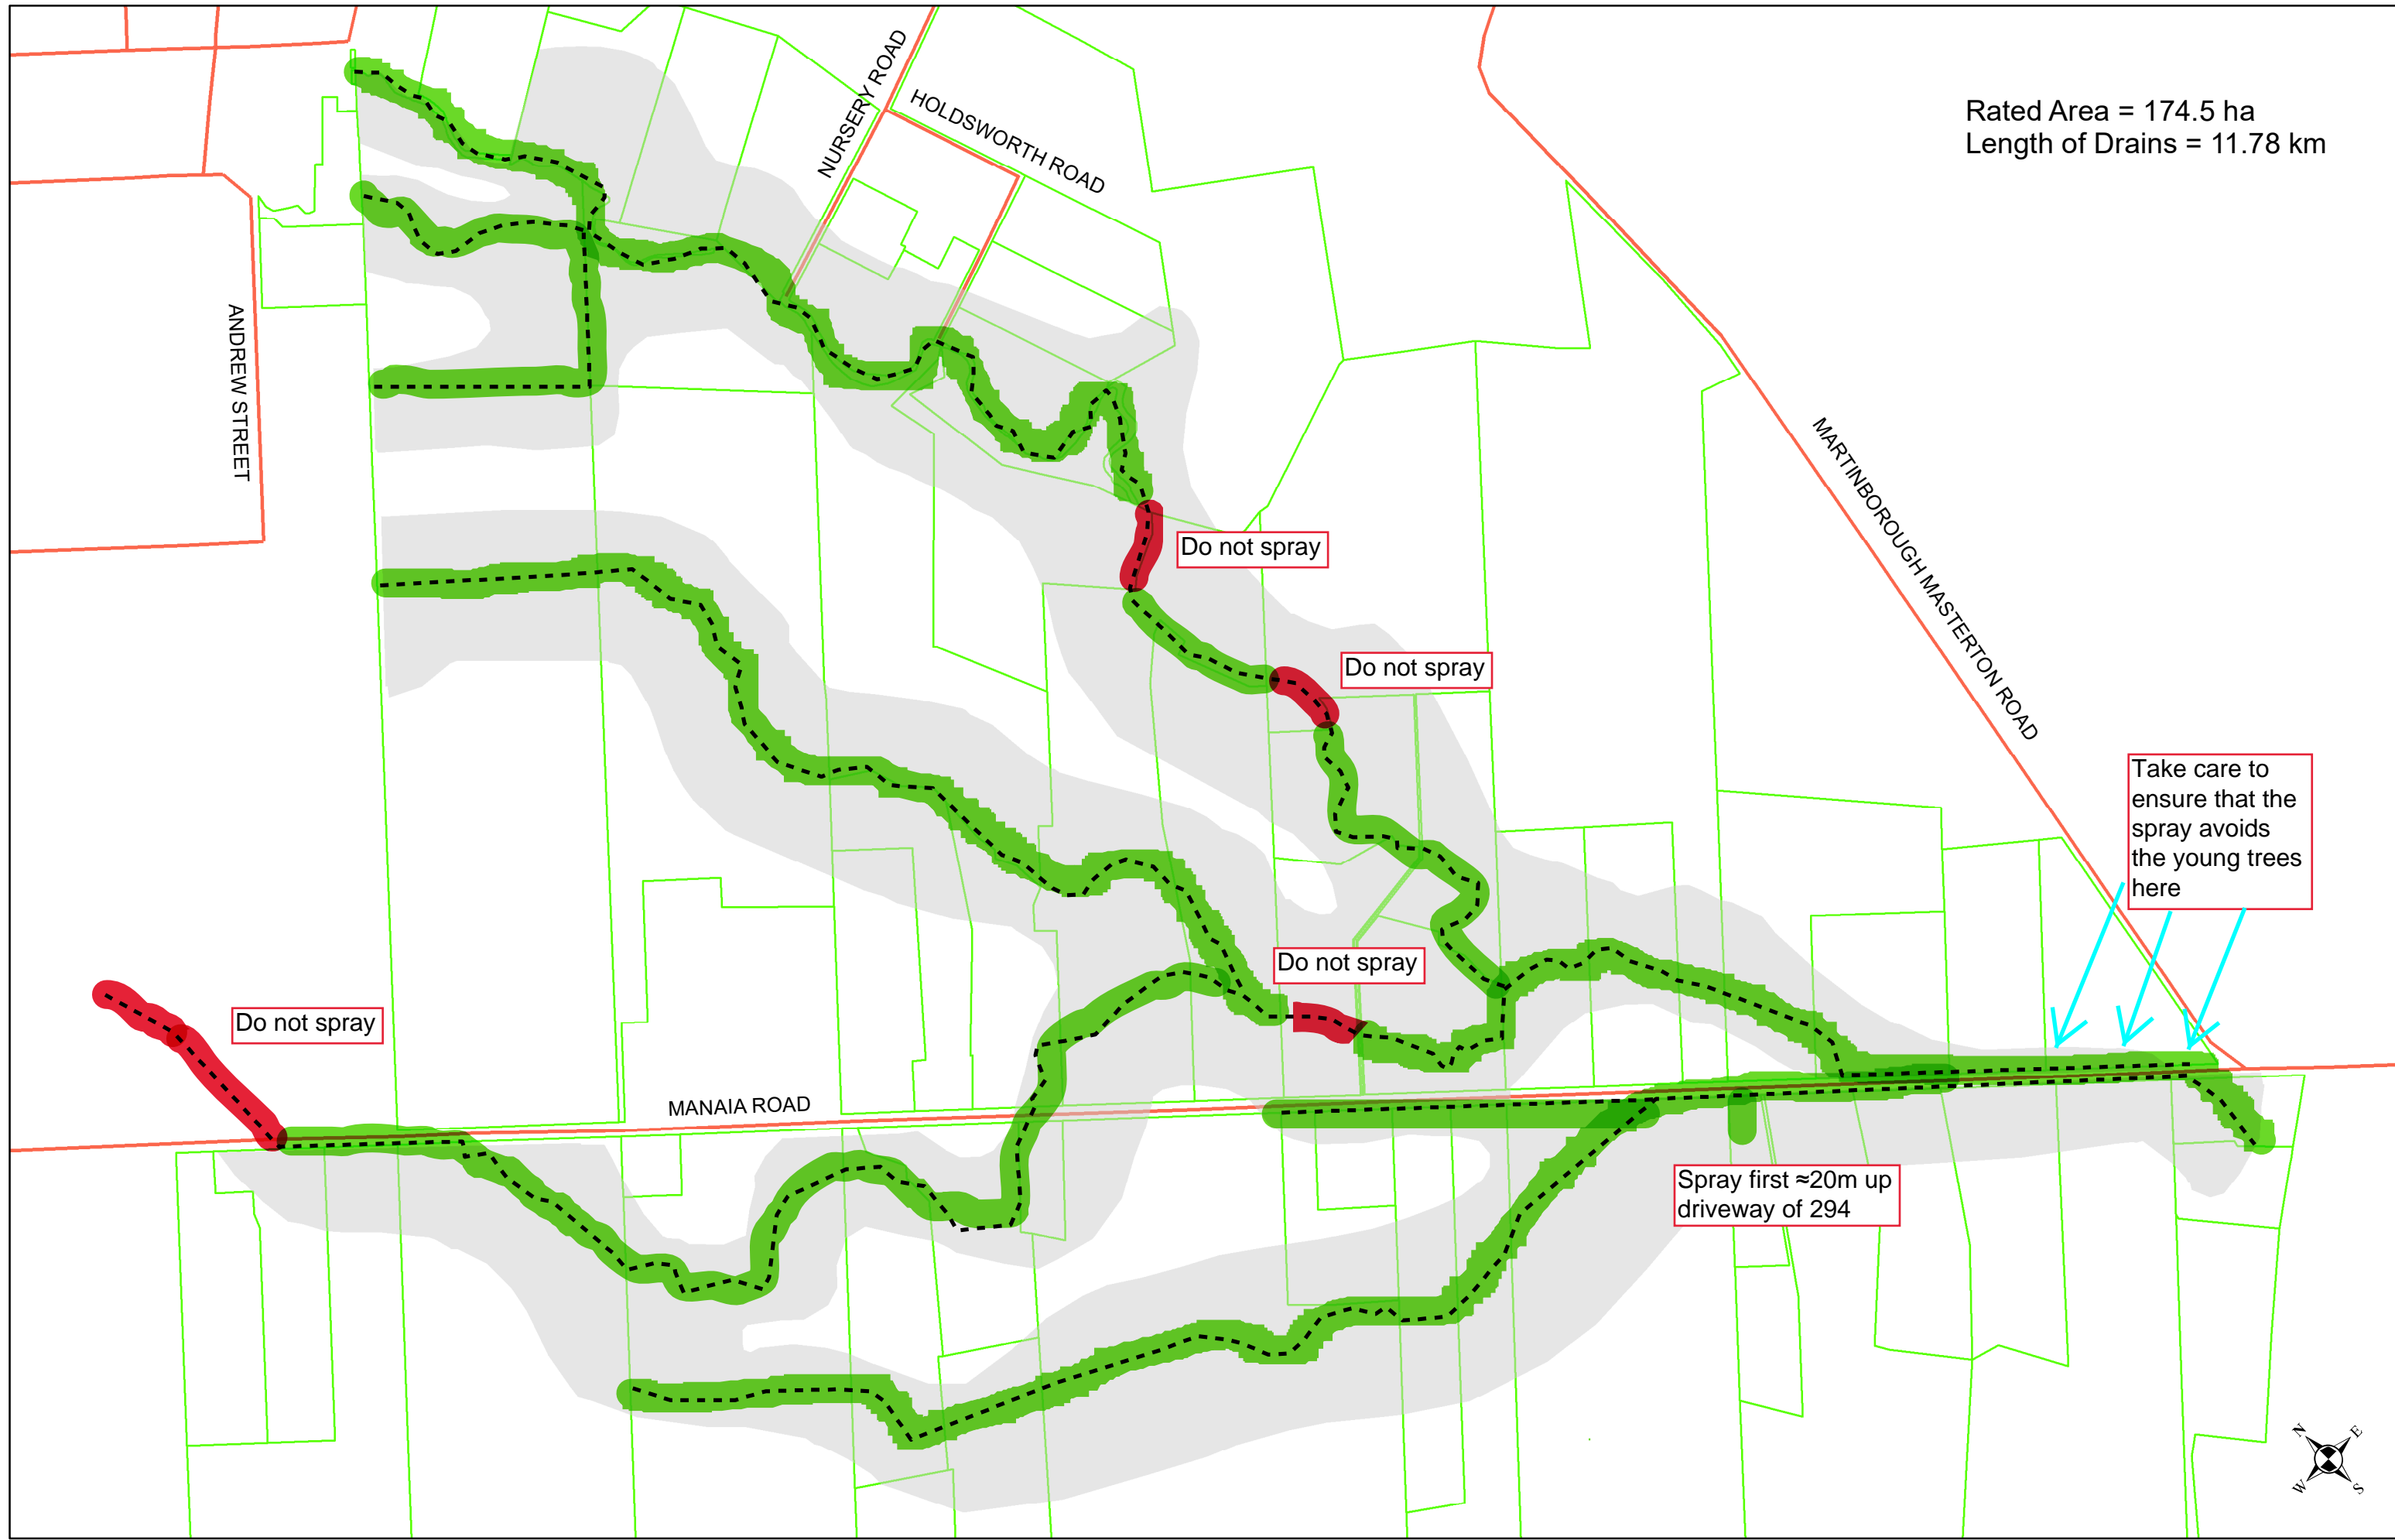 NURSERY ROAD
HOLDSWORTH ROAD
Rated Area = 174.5 ha
Length of Drains = 11.78 km
ANDREW STREET
MARTINBOROUGH MASTERTON ROAD
Do not spray
Do not spray
Take care to
ensure that the
spray avoids
the young trees
here
Do not spray
Do not spray
MANAIA ROAD
Spray first ≈20m up
driveway of 294
N
E
W
S